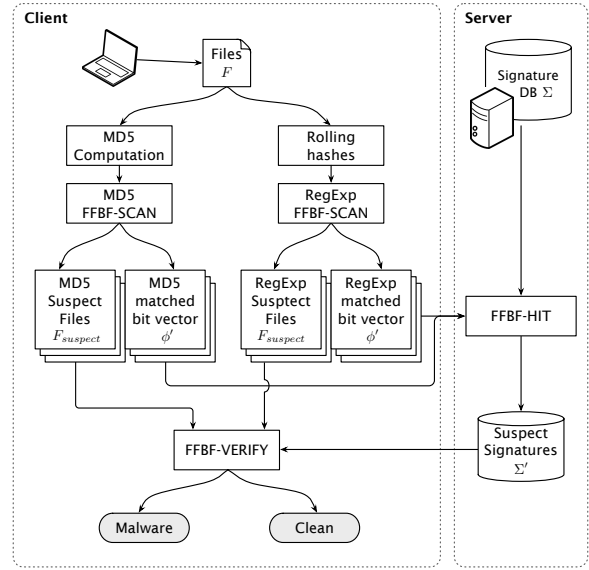 Client
Server
Files
F
Signature
DB Σ
MD5
Computation
Rolling
hashes
MD5
FFBF-SCAN
RegExp
FFBF-SCAN
MD5
Suspect
Files
F_suspect
MD5
matched
bit vector
ϕ′
RegExp
Susptect
Files
F_suspect
RegExp
matched
bit vector
ϕ′
FFBF-HIT
FFBF-VERIFY
Suspect
Signatures
Σ′
Malware
Clean